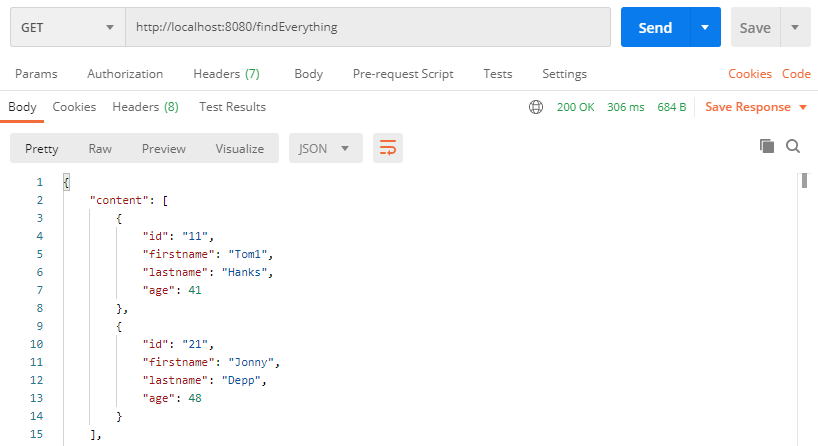 GET http://localhost:8080/findEverything Send Save
Params Authorization Headers (7) Body Pre-request Script Tests Settings Cookies Code
Body Cookies Headers (8) Test Results 200 OK 306 ms 684 B Save Response
Pretty Raw Preview Visualize JSON
1 {
2 "content": [
3 {
4 "id": "11",
5 "firstname": "Tom1",
6 "lastname": "Hanks",
7 "age": 41
8 },
9 {
10 "id": "21",
11 "firstname": "Jonny",
12 "lastname": "Depp",
13 "age": 48
14 }
15 ],